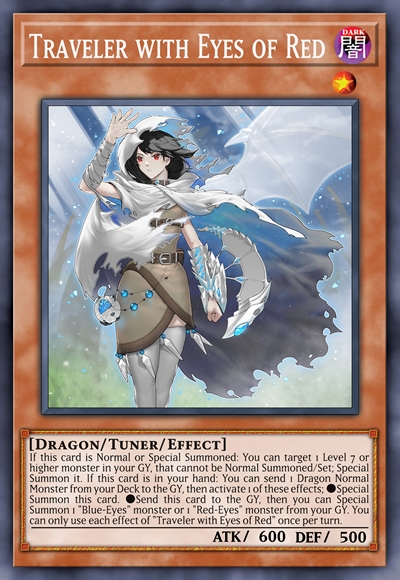 TRAVELER WITH EYES OF RED
DARK
闇
[DRAGON/TUNER/EFFECT]
If this card is Normal or Special Summoned: You can target 1 Level 7 or
higher monster in your GY, that cannot be Normal Summoned/Set; Special
Summon it. If this card is in your hand: You can send 1 Dragon Normal
Monster from your Deck to the GY, then activate 1 of these effects; ●Special
Summon this card. ●Send this card to the GY, then you can Special
Summon 1 "Blue-Eyes" monster or 1 "Red-Eyes" monster from your GY. You
can only use each effect of "Traveler with Eyes of Red" once per turn.
ATK/ 600 DEF/ 500